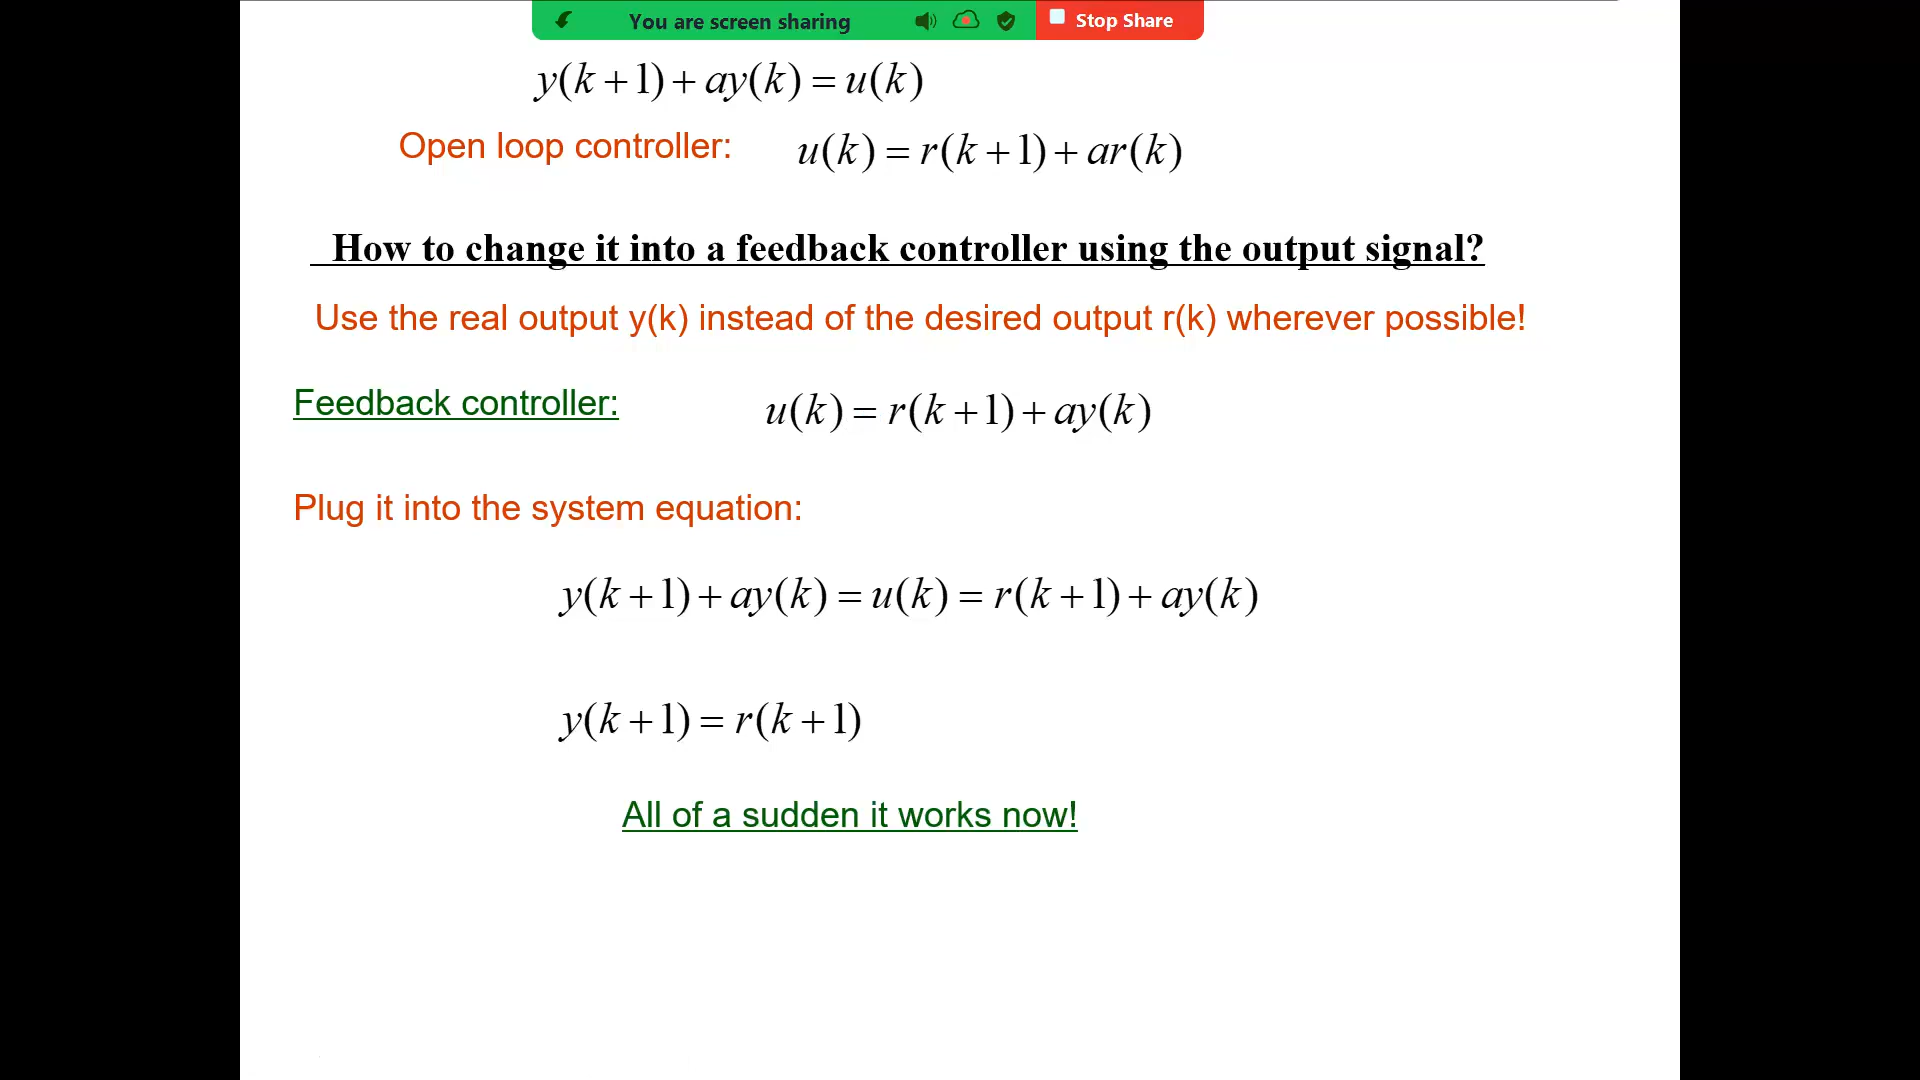 You are screen sharing Stop Share
y(k+1)+ay(k)=u(k)
Open loop controller: u(k)=r(k+1)+ar(k)
How to change it into a feedback controller using the output signal?
Use the real output y(k) instead of the desired output r(k) wherever possible!
Feedback controller: u(k)=r(k+1)+ay(k)
Plug it into the system equation:
y(k+1)+ay(k)=u(k)=r(k+1)+ay(k)
y(k+1)=r(k+1)
All of a sudden it works now!